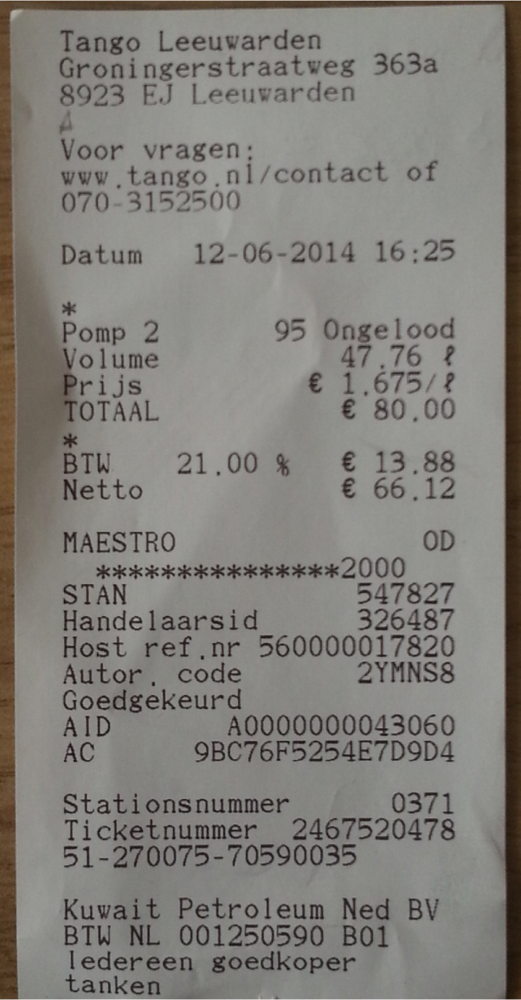 Tango Leeuwarden
Groningerstraatweg 363a
8923 EJ Leeuwarden
Voor vragen:
www.tango.nl/contact of
070-3152500
Datum 12-06-2014 16:25
*
Pomp 2 95 Ongelood
Volume 47.76 ℓ
Prijs € 1.675/ℓ
TOTAAL € 80.00
*
BTW 21.00 % € 13.88
Netto € 66.12
MAESTRO OD
***************2000
STAN 547827
Handelaarsid 326487
Host ref.nr 560000017820
Autor. code 2YMNS8
Goedgekeurd
AID A0000000043060
AC 9BC76F5254E7D9D4
Stationsnummer 0371
Ticketnummer 2467520478
51-270075-70590035
Kuwait Petroleum Ned BV
BTW NL 001250590 B01
Iedereen goedkoper
tanken